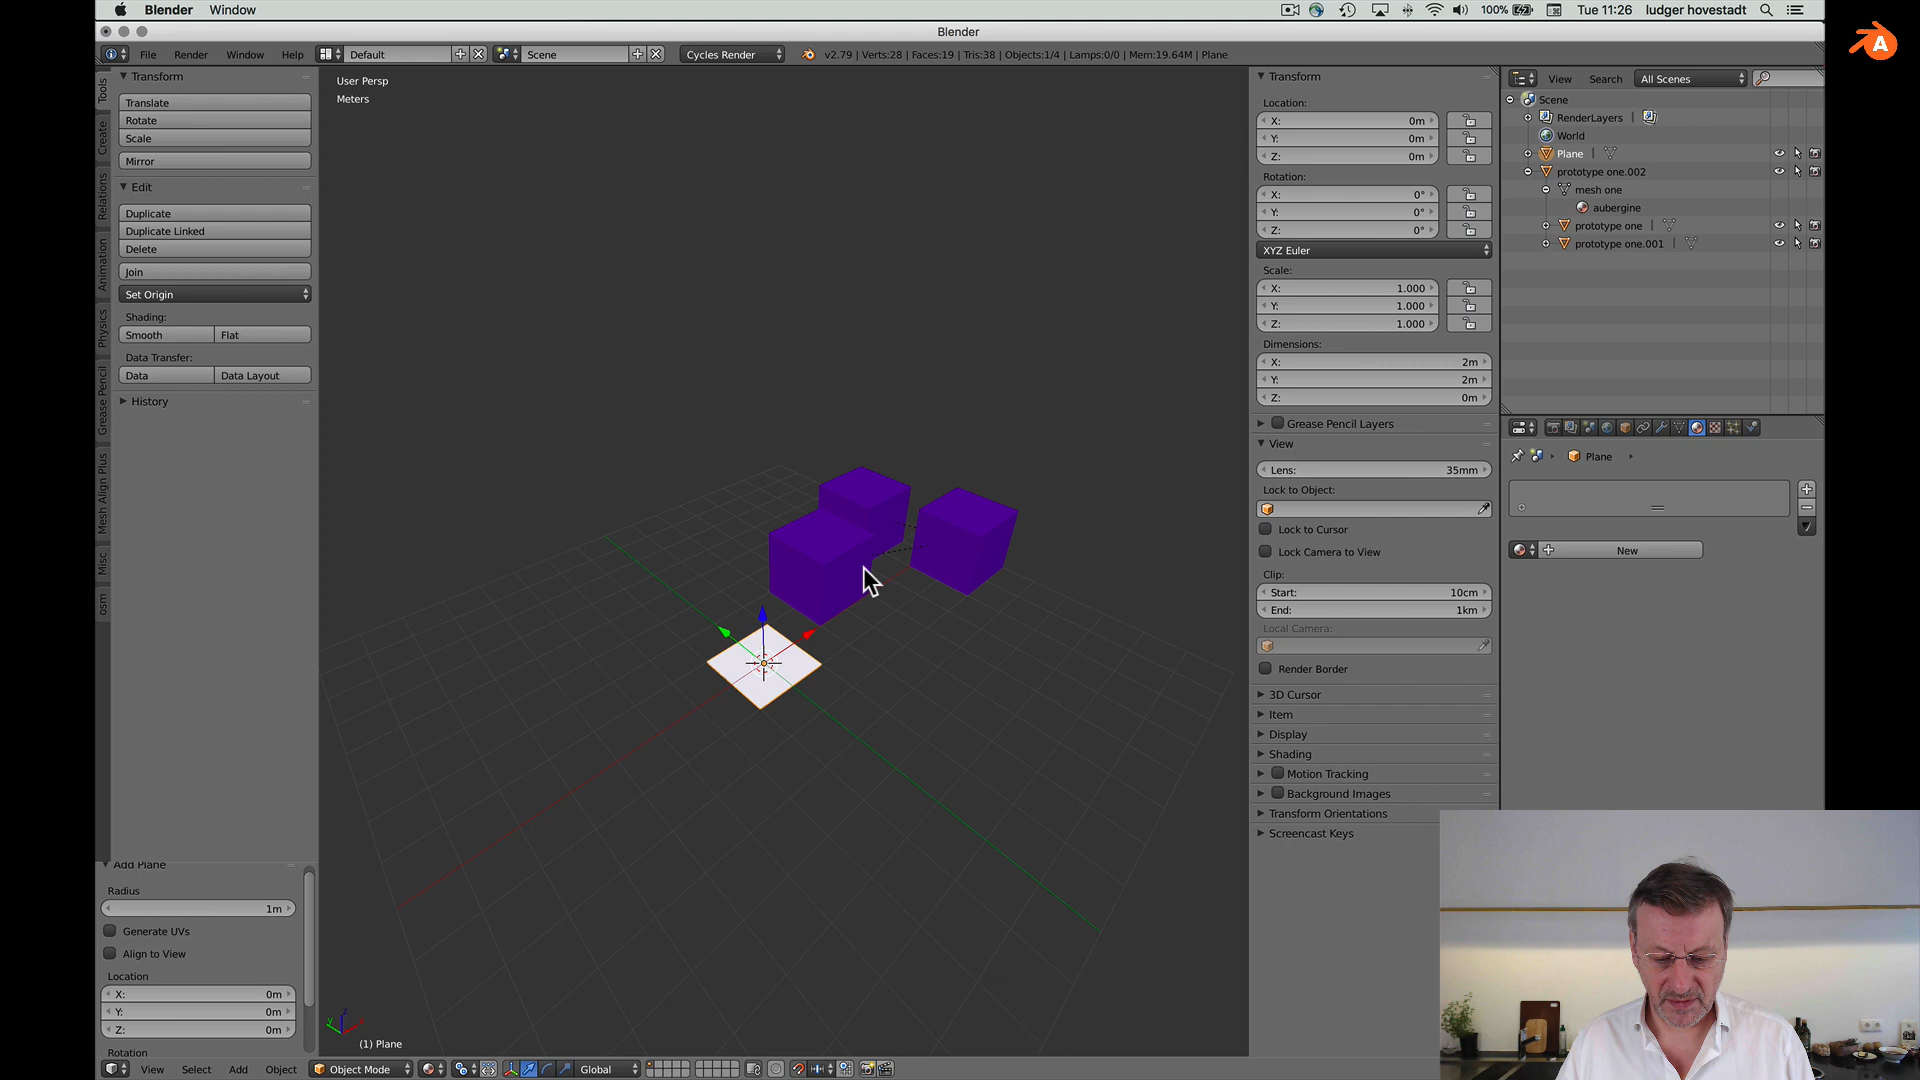 Blender Window
100% Tue 11:26 ludger hovestadt
Blender
File Render Window Help Default Scene Cycles Render v2.79 | Verts:28 | Faces:19 | Tris:38 | Objects:1/4 | Lamps:0/0 | Mem:19.64M | Plane
Tools
Create
Relations
Animation
Physics
Grease Pencil
Mesh Align Plus
Misc
osm
Transform
Translate
Rotate
Scale
Mirror
Edit
Duplicate
Duplicate Linked
Delete
Join
Set Origin
Shading:
Smooth Flat
Data Transfer:
Data Data Layout
History
Add Plane
Radius
1m
Generate UVs
Align to View
Location
X: 0m
Y: 0m
Z: 0m
Rotation
User Persp
Meters
(1) Plane
View Select Add Object Object Mode Global
Transform
Location:
X: 0m
Y: 0m
Z: 0m
Rotation:
X: 0°
Y: 0°
Z: 0°
XYZ Euler
Scale:
X: 1.000
Y: 1.000
Z: 1.000
Dimensions:
X: 2m
Y: 2m
Z: 0m
Grease Pencil Layers
View
Lens: 35mm
Lock to Object:
Lock to Cursor
Lock Camera to View
Clip:
Start: 10cm
End: 1km
Local Camera:
Render Border
3D Cursor
Item
Display
Shading
Motion Tracking
Background Images
Transform Orientations
Screencast Keys
View Search All Scenes
Scene
RenderLayers
World
Plane
prototype one.002
mesh one
aubergine
prototype one
prototype one.001
Plane
New
A